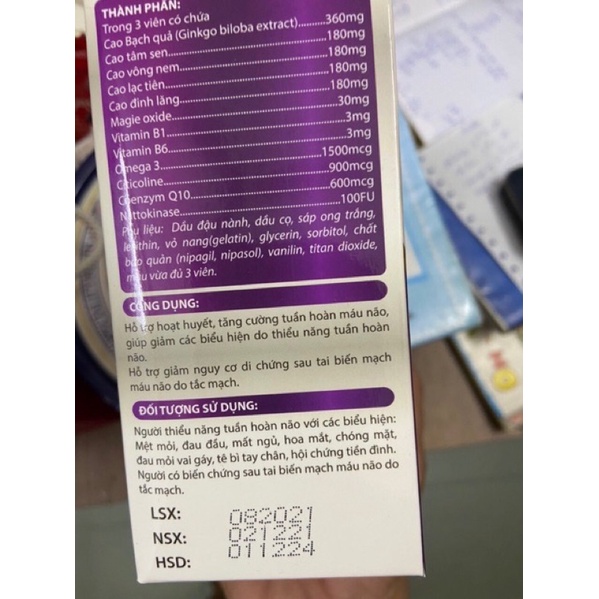 THÀNH PHẦN:
Trong 3 viên có chứa
Cao Bạch quả (Ginkgo biloba extract)..........360mg
Cao tâm sen..........180mg
Cao vông nem..........180mg
Cao lạc tiên..........180mg
Cao đinh lăng..........180mg
Magie oxide..........30mg
Vitamin B1..........3mg
Vitamin B6..........3mg
Omega 3..........1500mcg
Citicoline..........900mcg
Coenzym Q10..........600mcg
Nattokinase..........100FU
Phụ liệu: Dầu đậu nành, dầu cọ, sáp ong trắng,
lecithin, vỏ nang(gelatin), glycerin, sorbitol, chất
bảo quản (nipagil, nipasol), vanilin, titan dioxide,
màu vừa đủ 3 viên.
CÔNG DỤNG:
Hỗ trợ hoạt huyết, tăng cường tuần hoàn máu não,
giúp giảm các biểu hiện do thiểu năng tuần hoàn
não.
Hỗ trợ giảm nguy cơ di chứng sau tai biến mạch
máu não do tắc mạch.
ĐỐI TƯỢNG SỬ DỤNG:
Người thiểu năng tuần hoàn não với các biểu hiện:
Mệt mỏi, đau đầu, mất ngủ, hoa mắt, chóng mặt,
đau mỏi vai gáy, tê bì tay chân, hội chứng tiền đình.
Người có biến chứng sau tai biến mạch máu não do
tắc mạch.
LSX: 082021
NSX: 021221
HSD: 011224